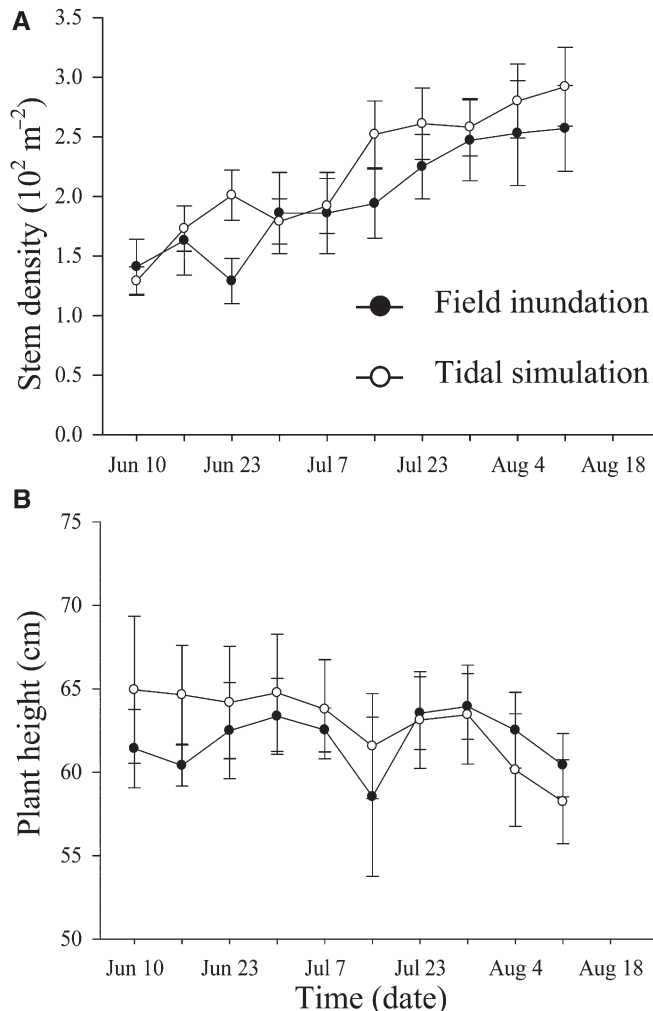 A
3.5
3.0
2.5
2.0
1.5
1.0
0.5
0.0
Stem density (10² m⁻²)
Field inundation
Tidal simulation
Jun 10 Jun 23 Jul 7 Jul 23 Aug 4 Aug 18
B
75
70
65
60
55
50
Plant height (cm)
Jun 10 Jun 23 Jul 7 Jul 23 Aug 4 Aug 18
Time (date)